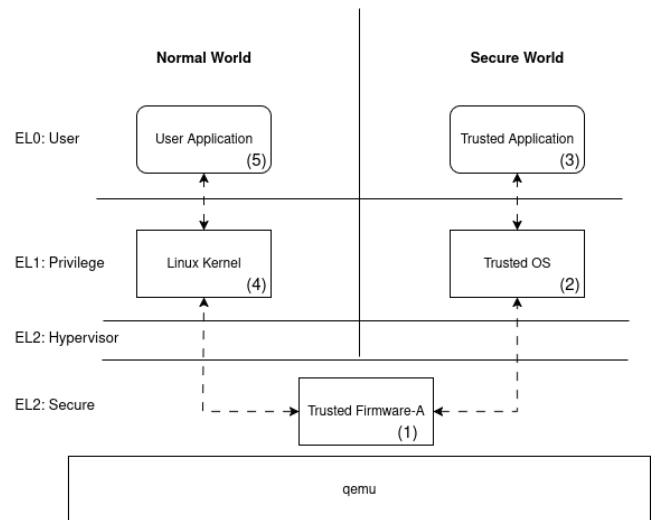 Normal World
Secure World
EL0: User
User Application
(5)
Trusted Application
(3)
EL1: Privilege
Linux Kernel
(4)
Trusted OS
(2)
EL2: Hypervisor
EL2: Secure
Trusted Firmware-A
(1)
qemu